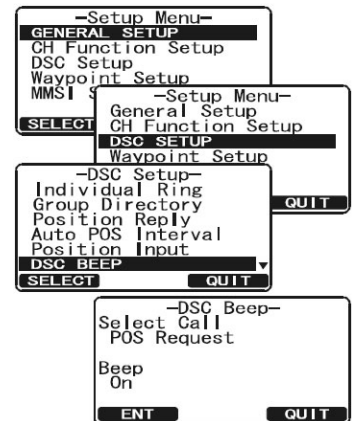 —Setup Menu—
GENERAL SETUP
CH Function Setup
DSC Setup
Waypoint Setup
MMSI S
SELECT
—Setup Menu—
General Setup
CH Function Setup
DSC SETUP
Waypoint Setup
QUIT
—DSC Setup—
Individual Ring
Group Directory
Position Reply
Auto POS Interval
Position Input
DSC BEEP
SELECT QUIT
—DSC Beep—
Select Call
POS Request
Beep
On
ENT QUIT